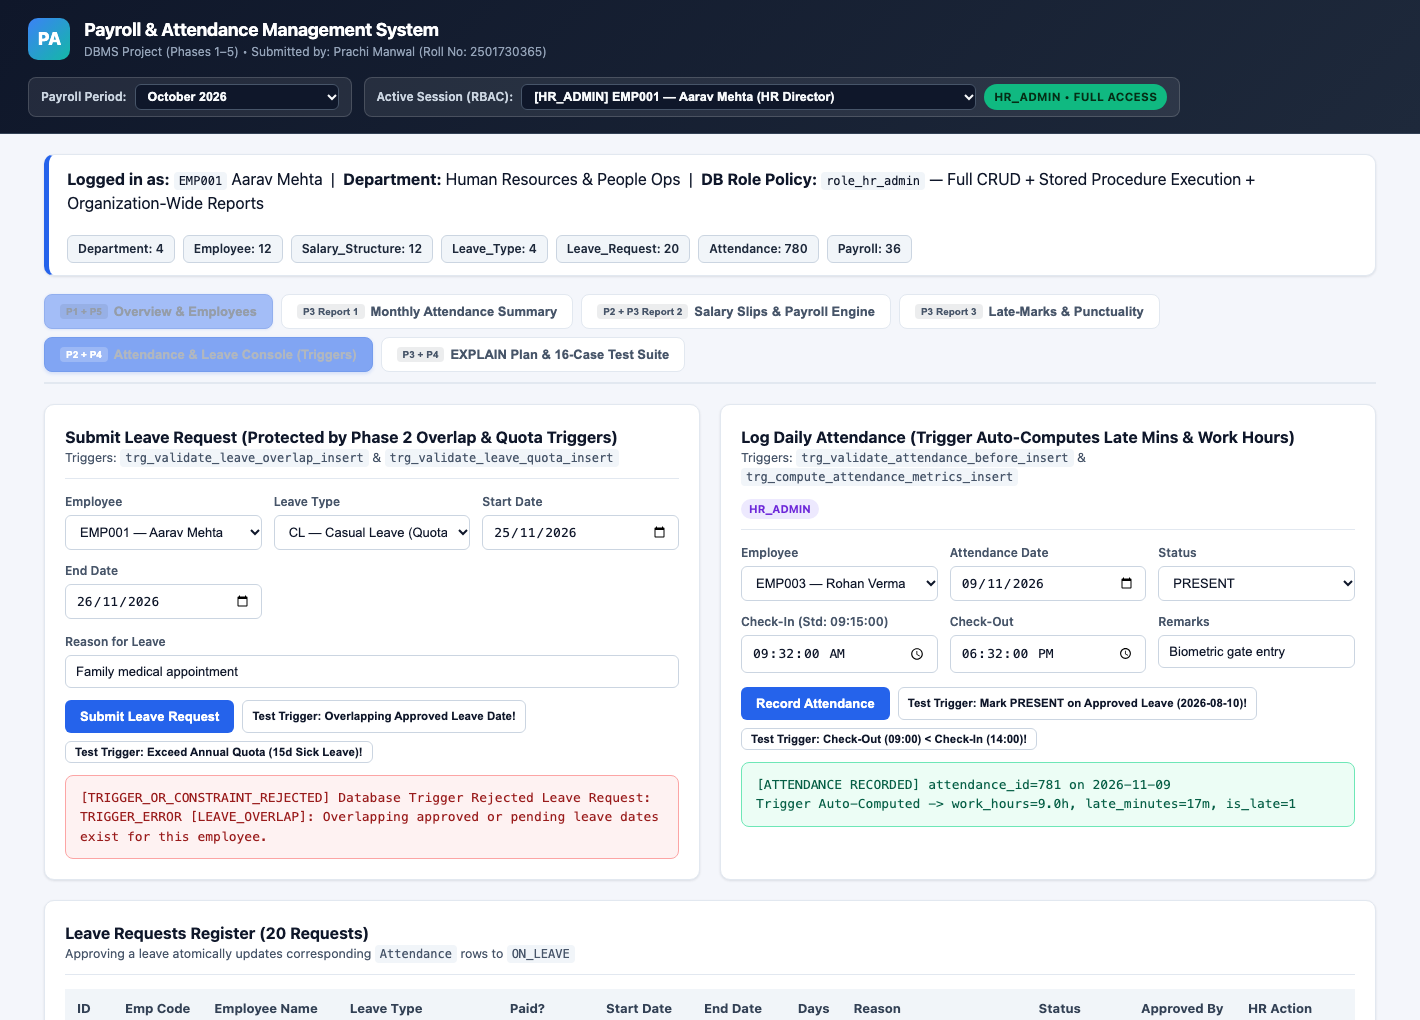 PA
Payroll & Attendance Management System
DBMS Project (Phases 1–5) • Submitted by: Prachi Manwal (Roll No: 2501730365)
Payroll Period: October 2026
Active Session (RBAC): [HR_ADMIN] EMP001 — Aarav Mehta (HR Director) HR_ADMIN • FULL ACCESS
Logged in as: EMP001 Aarav Mehta | Department: Human Resources & People Ops | DB Role Policy: role_hr_admin — Full CRUD + Stored Procedure Execution +
Organization-Wide Reports
Department: 4 Employee: 12 Salary_Structure: 12 Leave_Type: 4 Leave_Request: 20 Attendance: 780 Payroll: 36
P1 + P5 Overview & Employees P3 Report 1 Monthly Attendance Summary P2 + P3 Report 2 Salary Slips & Payroll Engine P3 Report 3 Late-Marks & Punctuality
P2 + P4 Attendance & Leave Console (Triggers) P3 + P4 EXPLAIN Plan & 16-Case Test Suite
Submit Leave Request (Protected by Phase 2 Overlap & Quota Triggers)
Triggers: trg_validate_leave_overlap_insert & trg_validate_leave_quota_insert
Employee Leave Type Start Date
EMP001 — Aarav Mehta CL — Casual Leave (Quota 25/11/2026
End Date
26/11/2026
Reason for Leave
Family medical appointment
Submit Leave Request Test Trigger: Overlapping Approved Leave Date!
Test Trigger: Exceed Annual Quota (15d Sick Leave)!
[TRIGGER_OR_CONSTRAINT_REJECTED] Database Trigger Rejected Leave Request:
TRIGGER_ERROR [LEAVE_OVERLAP]: Overlapping approved or pending leave dates
exist for this employee.
Log Daily Attendance (Trigger Auto-Computes Late Mins & Work Hours)
Triggers: trg_validate_attendance_before_insert &
trg_compute_attendance_metrics_insert
HR_ADMIN
Employee Attendance Date Status
EMP003 — Rohan Verma 09/11/2026 PRESENT
Check-In (Std: 09:15:00) Check-Out Remarks
09:32:00 AM 06:32:00 PM Biometric gate entry
Record Attendance Test Trigger: Mark PRESENT on Approved Leave (2026-08-10)!
Test Trigger: Check-Out (09:00) < Check-In (14:00)!
[ATTENDANCE RECORDED] attendance_id=781 on 2026-11-09
Trigger Auto-Computed -> work_hours=9.0h, late_minutes=17m, is_late=1
Leave Requests Register (20 Requests)
Approving a leave atomically updates corresponding Attendance rows to ON_LEAVE
ID Emp Code Employee Name Leave Type Paid? Start Date End Date Days Reason Status Approved By HR Action